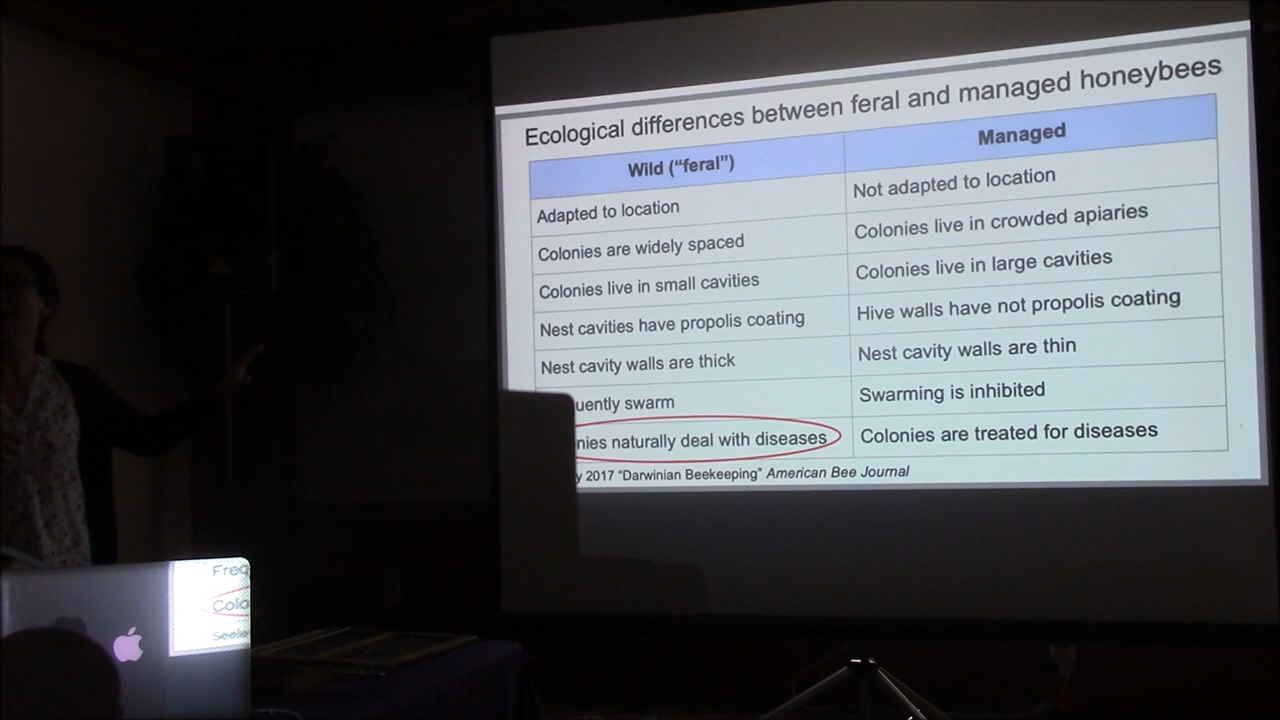 Ecological differences between feral and managed honeybees
Wild (“feral”) Managed
Adapted to location Not adapted to location
Colonies are widely spaced Colonies live in crowded apiaries
Colonies live in small cavities Colonies live in large cavities
Nest cavities have propolis coating Hive walls have not propolis coating
Nest cavity walls are thick Nest cavity walls are thin
uently swarm Swarming is inhibited
nies naturally deal with diseases Colonies are treated for diseases
y 2017 “Darwinian Beekeeping” American Bee Journal
Freq
Colo
Seele